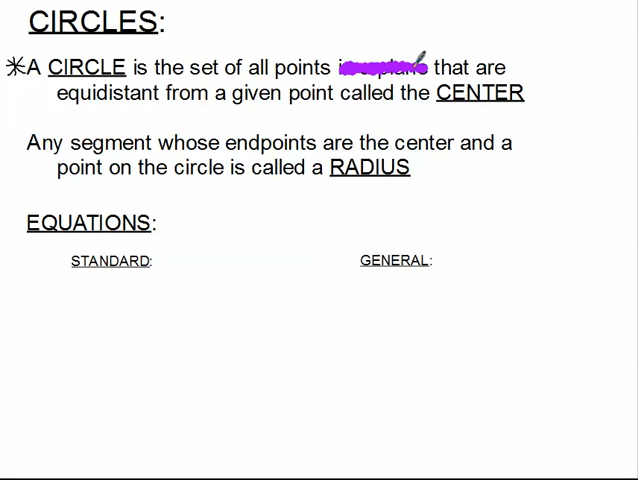 CIRCLES:
A CIRCLE is the set of all points that are
equidistant from a given point called the CENTER
Any segment whose endpoints are the center and a
point on the circle is called a RADIUS
EQUATIONS:
STANDARD: GENERAL: